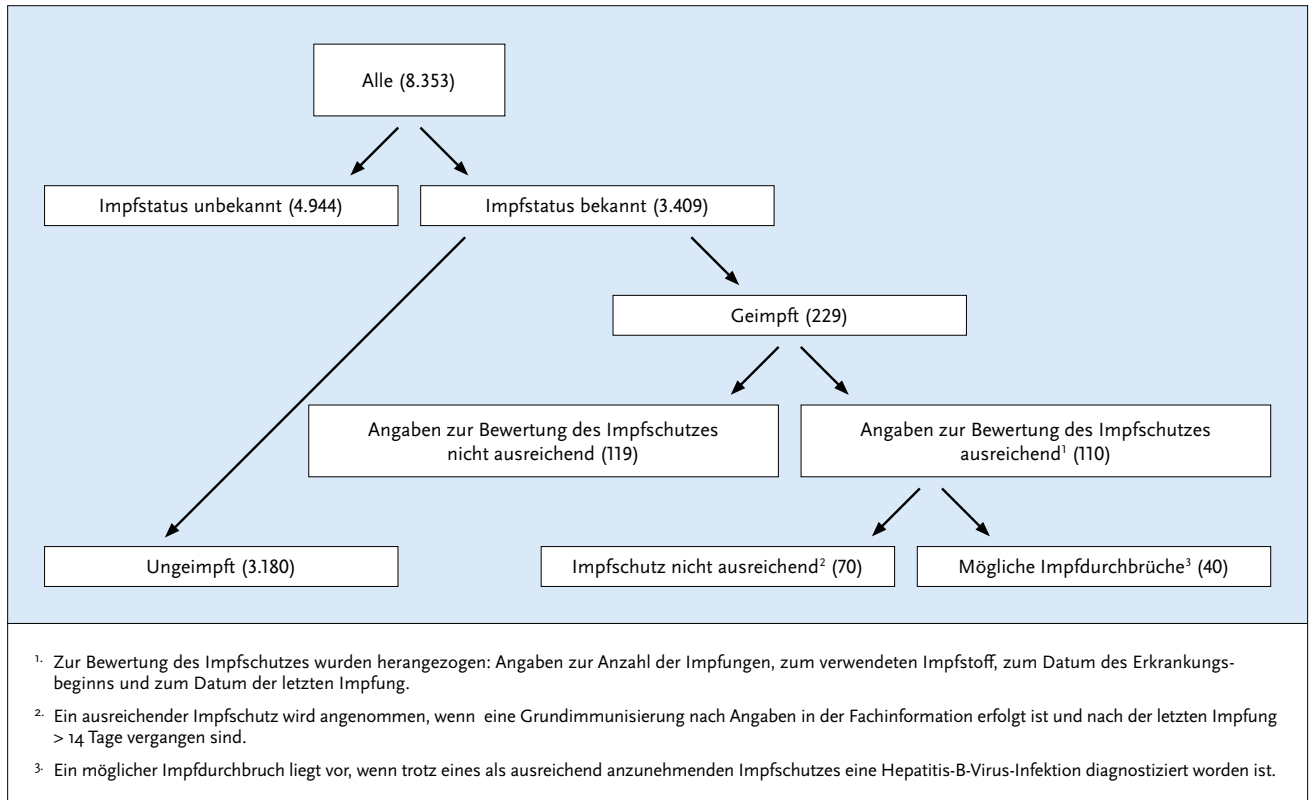 Alle (8.353)
Impfstatus unbekannt (4.944)
Impfstatus bekannt (3.409)
Geimpft (229)
Angaben zur Bewertung des Impfschutzes
nicht ausreichend (119)
Angaben zur Bewertung des Impfschutzes
ausreichend¹ (110)
Ungeimpft (3.180)
Impfschutz nicht ausreichend² (70)
Mögliche Impfdurchbrüche³ (40)
1. Zur Bewertung des Impfschutzes wurden herangezogen: Angaben zur Anzahl der Impfungen, zum verwendeten Impfstoff, zum Datum des Erkrankungs-
beginns und zum Datum der letzten Impfung.
2. Ein ausreichender Impfschutz wird angenommen, wenn eine Grundimmunisierung nach Angaben in der Fachinformation erfolgt ist und nach der letzten Impfung
> 14 Tage vergangen sind.
3. Ein möglicher Impfdurchbruch liegt vor, wenn trotz eines als ausreichend anzunehmenden Impfschutzes eine Hepatitis-B-Virus-Infektion diagnostiziert worden ist.